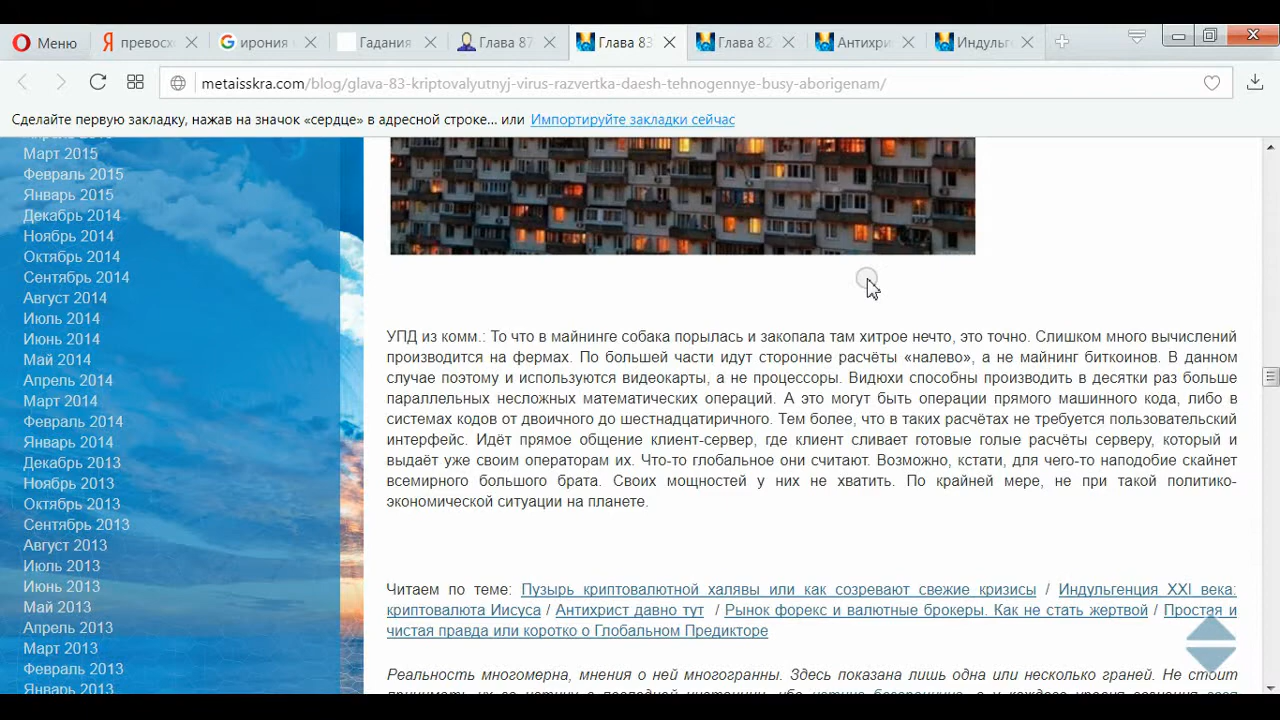 Меню
превосх
ирония
Гадания
Глава 87
Глава 83
Глава 82
Антихри
Индульг
metaisskra.com/blog/glava-83-kriptovalyutnyj-virus-razvertka-daesh-tehnogennye-busy-aborigenam/
Сделайте первую закладку, нажав на значок «сердце» в адресной строке... или Импортируйте закладки сейчас
Март 2015
Февраль 2015
Январь 2015
Декабрь 2014
Ноябрь 2014
Октябрь 2014
Сентябрь 2014
Август 2014
Июль 2014
Июнь 2014
Май 2014
Апрель 2014
Март 2014
Февраль 2014
Январь 2014
Декабрь 2013
Ноябрь 2013
Октябрь 2013
Сентябрь 2013
Август 2013
Июль 2013
Июнь 2013
Май 2013
Апрель 2013
Март 2013
Февраль 2013
Январь 2013
УПД из комм.: То что в майнинге собака порылась и закопала там хитрое нечто, это точно. Слишком много вычислений
производится на фермах. По большей части идут сторонние расчёты «налево», а не майнинг биткоинов. В данном
случае поэтому и используются видеокарты, а не процессоры. Видюхи способны производить в десятки раз больше
параллельных несложных математических операций. А это могут быть операции прямого машинного кода, либо в
системах кодов от двоичного до шестнадцатиричного. Тем более, что в таких расчётах не требуется пользовательский
интерфейс. Идёт прямое общение клиент-сервер, где клиент сливает готовые голые расчёты серверу, который и
выдаёт уже своим операторам их. Что-то глобальное они считают. Возможно, кстати, для чего-то наподобие скайнет
всемирного большого брата. Своих мощностей у них не хватить. По крайней мере, не при такой политико-
экономической ситуации на планете.
Читаем по теме: Пузырь криптовалютной халявы или как созревают свежие кризисы / Индульгенция XXI века:
криптовалюта Иисуса / Антихрист давно тут / Рынок форекс и валютные брокеры. Как не стать жертвой / Простая и
чистая правда или коротко о Глобальном Предикторе
Реальность многомерна, мнения о ней многогранны. Здесь показана лишь одна или несколько граней. Не стоит